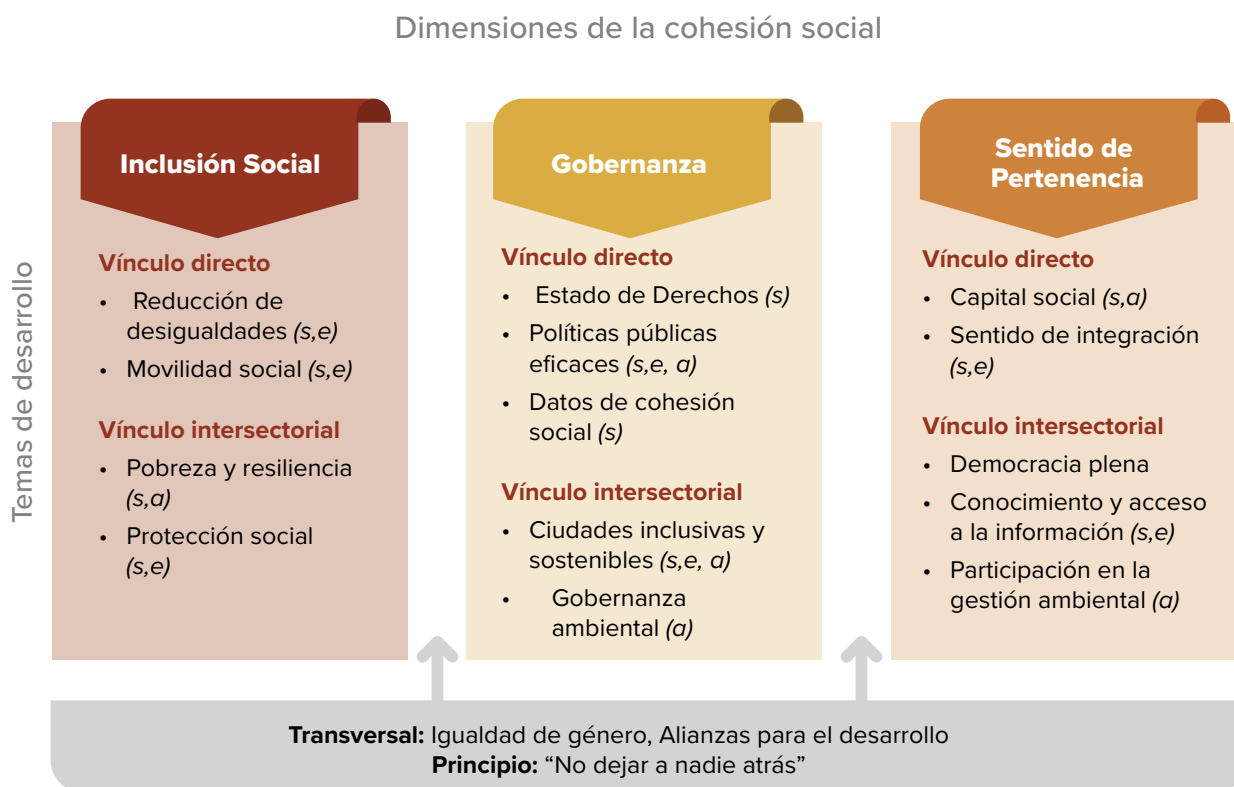 Dimensiones de la cohesión social
Temas de desarrollo
Inclusión Social
Vínculo directo
• Reducción de
desigualdades (s,e)
• Movilidad social (s,e)
Vínculo intersectorial
• Pobreza y resiliencia
(s,a)
• Protección social
(s,e)
Gobernanza
Vínculo directo
• Estado de Derechos (s)
• Políticas públicas
eficaces (s,e, a)
• Datos de cohesión
social (s)
Vínculo intersectorial
• Ciudades inclusivas y
sostenibles (s,e, a)
• Gobernanza
ambiental (a)
Sentido de
Pertenencia
Vínculo directo
• Capital social (s,a)
• Sentido de integración
(s,e)
Vínculo intersectorial
• Democracia plena
• Conocimiento y acceso
a la información (s,e)
• Participación en la
gestión ambiental (a)
Transversal: Igualdad de género, Alianzas para el desarrollo
Principio: “No dejar a nadie atrás”